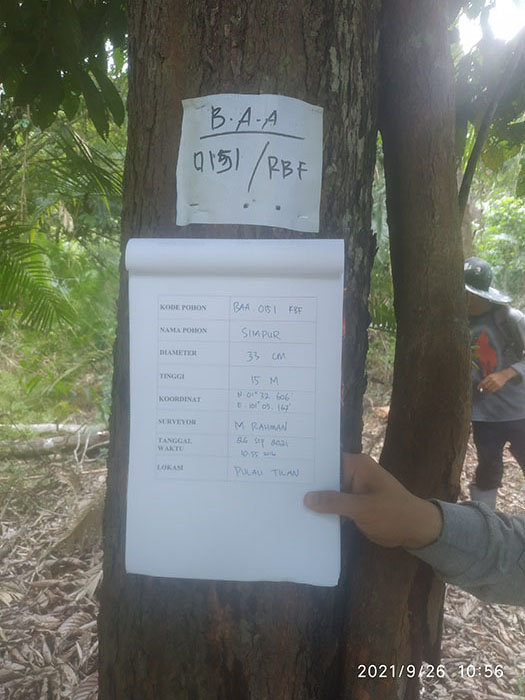 B.A.A
0151/RBF
KODE POHON BAA 0151 RBF
NAMA POHON SIMPUR
DIAMETER 33 CM
TINGGI 15 M
KOORDINAT N 01° 32' 606' E 101° 05' 167'
SURVEYOR M RAHMAN
TANGGAL WAKTU 26 SEP 2021 10:55 WIB
LOKASI PULAU TILAN
2021/9/26 10:56